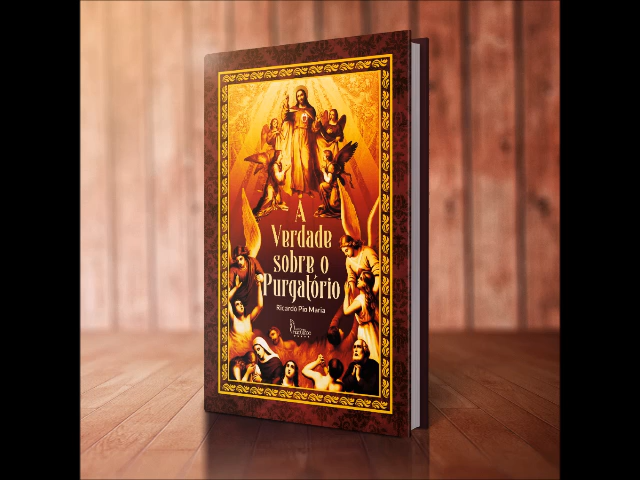 A
Verdade
sobre o
Purgatório
Ricardo Pio Maria